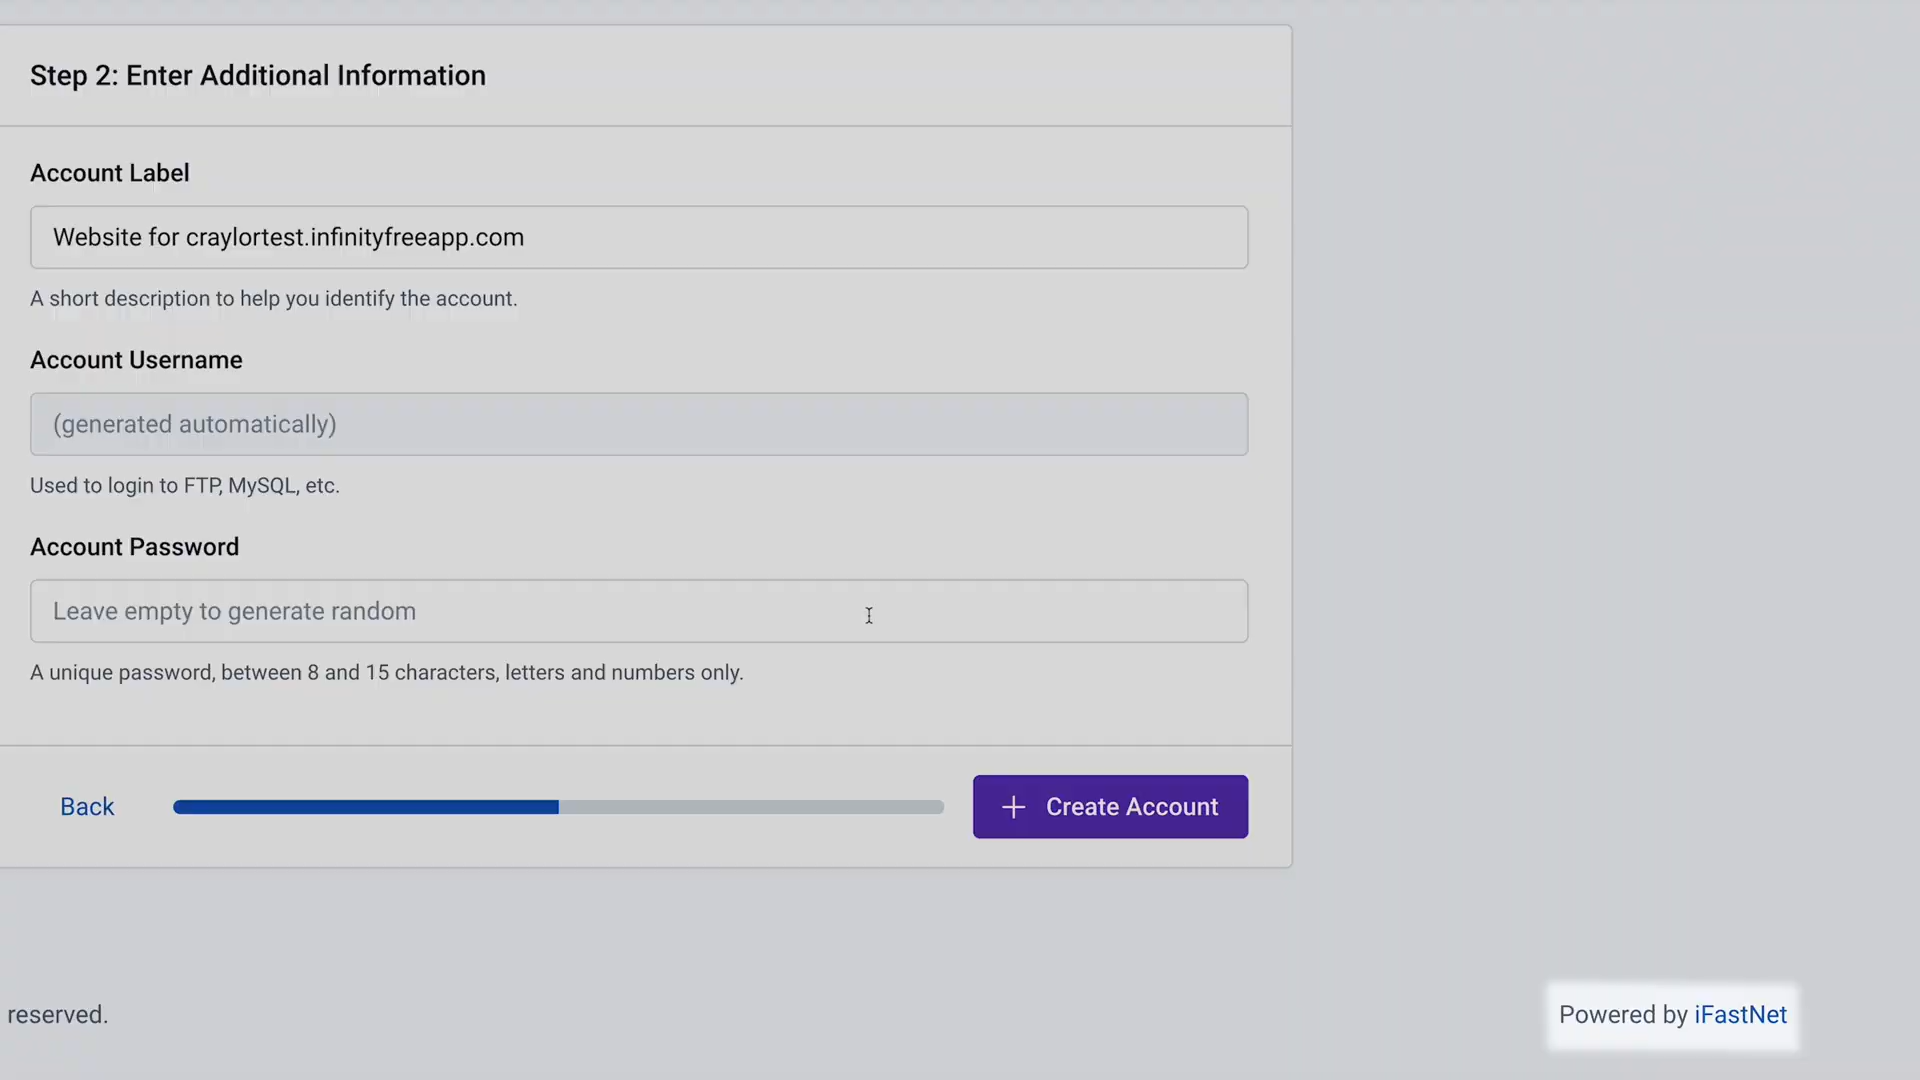 Step 2: Enter Additional Information
Account Label
Website for craylortest.infinityfreeapp.com
A short description to help you identify the account.
Account Username
(generated automatically)
Used to login to FTP, MySQL, etc.
Account Password
Leave empty to generate random
A unique password, between 8 and 15 characters, letters and numbers only.
Back
+ Create Account
reserved.
Powered by iFastNet